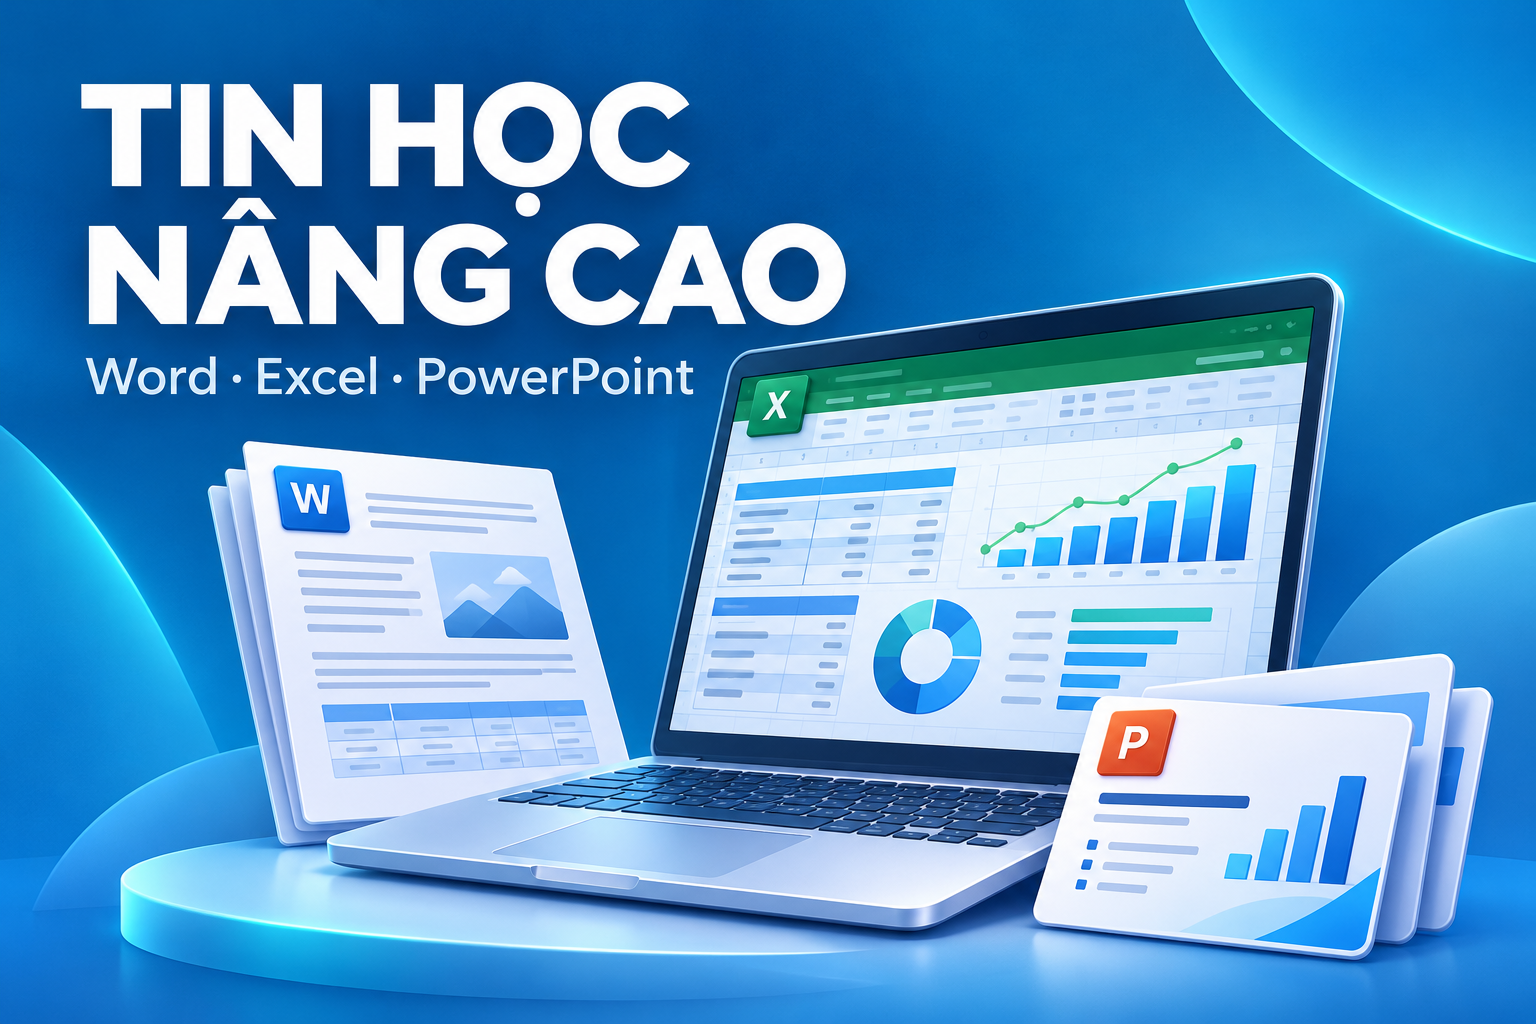 TIN HỌC
NÂNG CAO
Word · Excel · PowerPoint
W
X
P